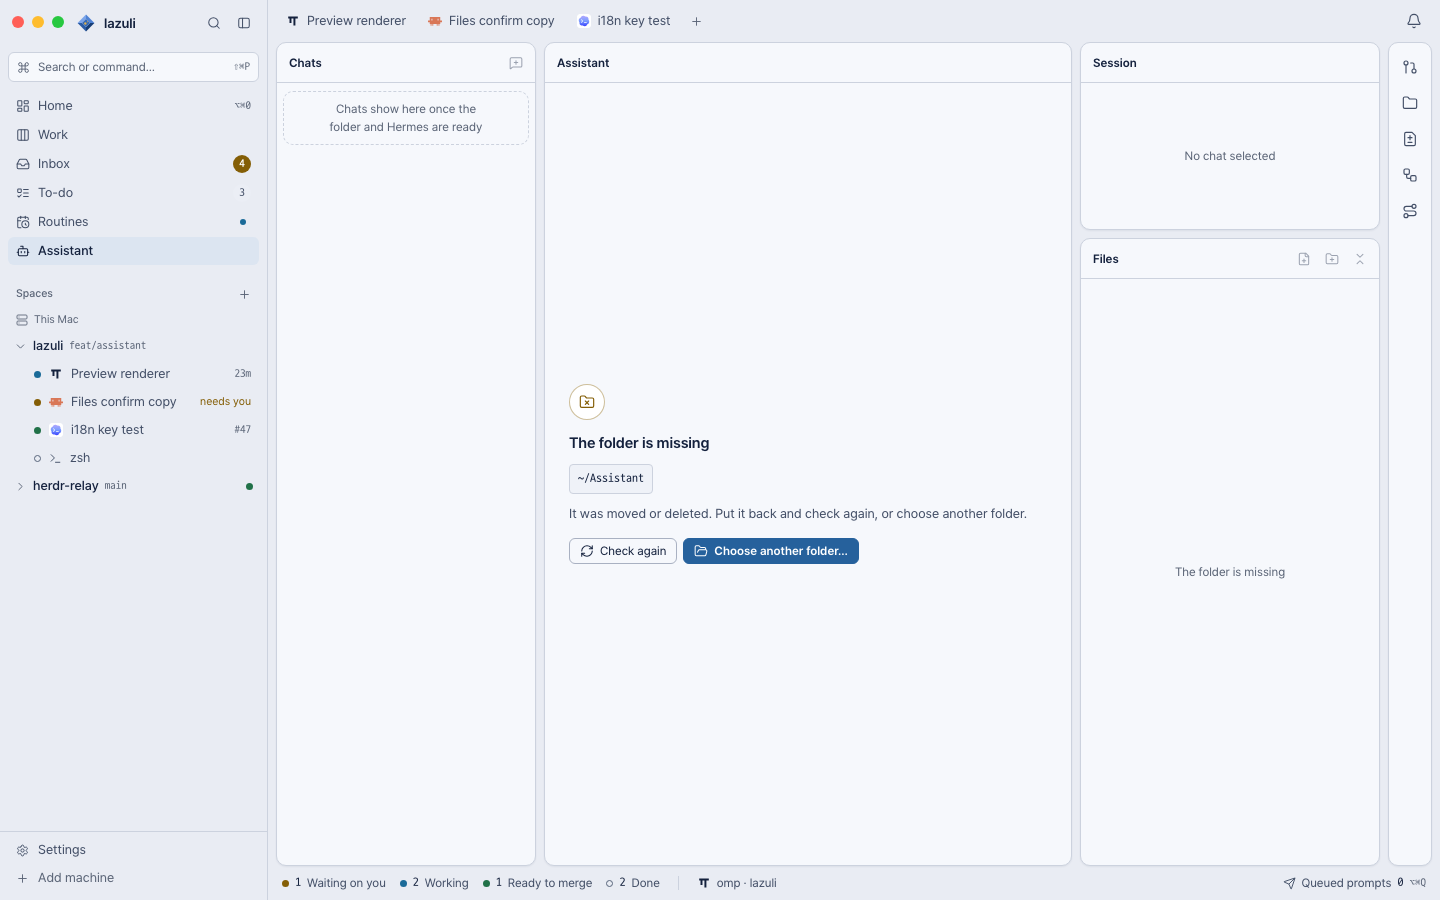 lazuli
Search or command... ⇧⌘P
Home ⌥⌘0
Work
Inbox 4
To-do 3
Routines
Assistant
Spaces
This Mac
lazuli feat/assistant
Preview renderer 23m
Files confirm copy needs you
i18n key test #47
zsh
herdr-relay main
Settings
Add machine
Preview renderer
Files confirm copy
i18n key test
Chats
Chats show here once the
folder and Hermes are ready
Assistant
The folder is missing
~/Assistant
It was moved or deleted. Put it back and check again, or choose another folder.
Check again
Choose another folder...
Session
No chat selected
Files
The folder is missing
1 Waiting on you
2 Working
1 Ready to merge
2 Done
omp · lazuli
Queued prompts 0 ⌥⌘Q